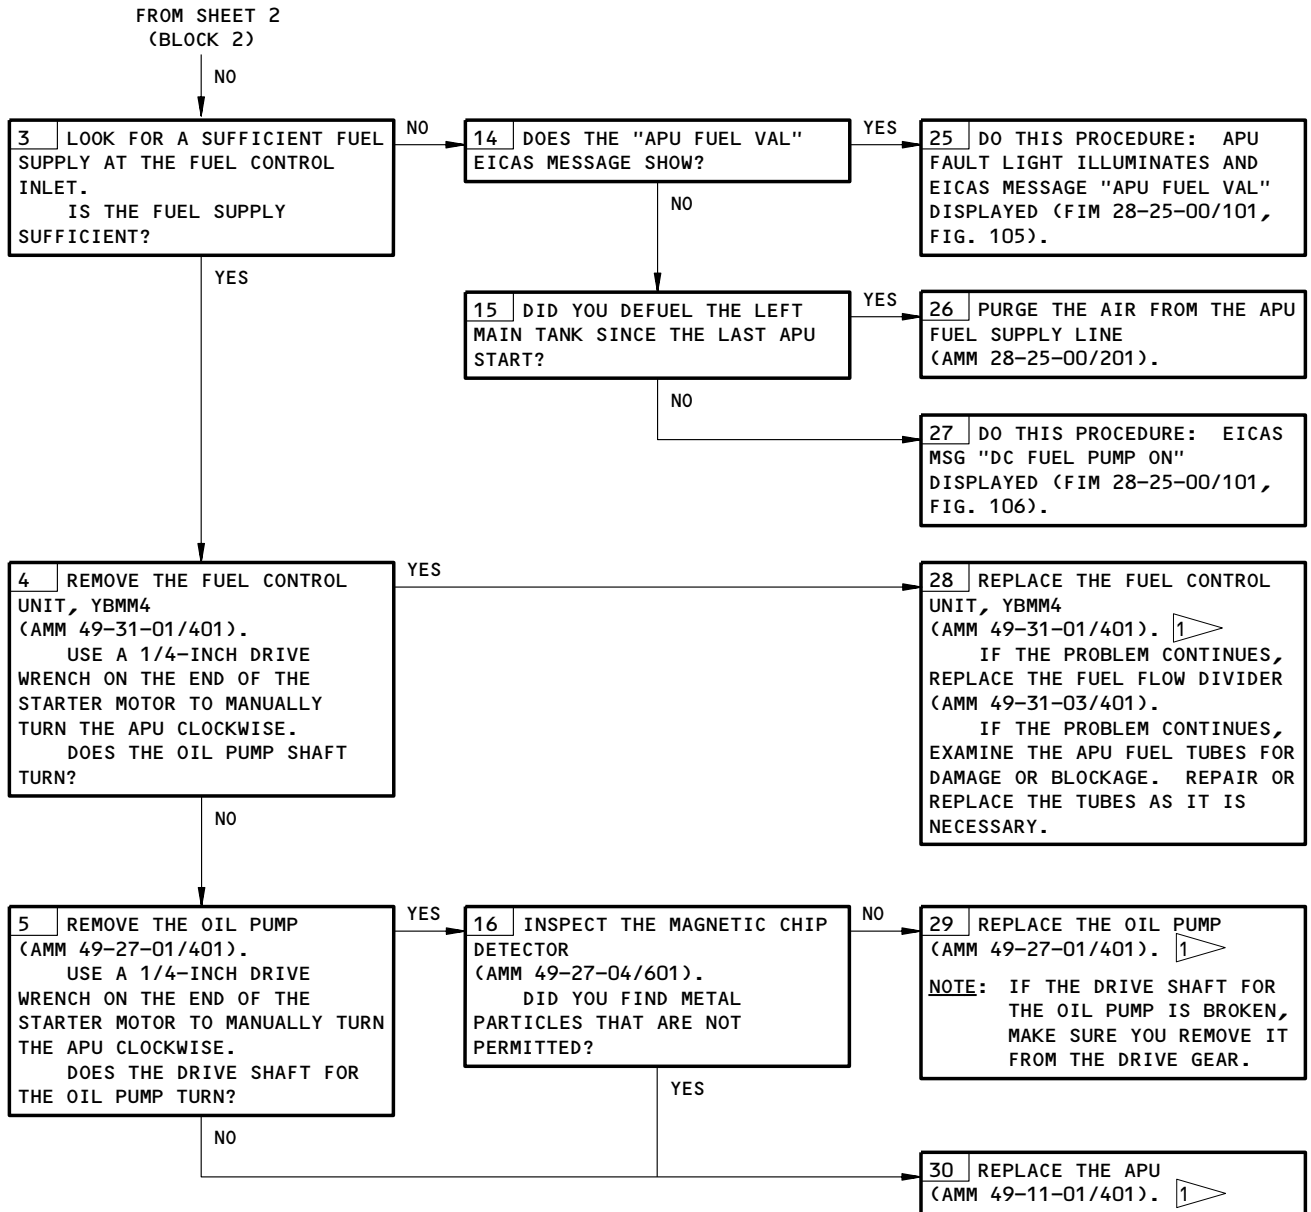 FROM SHEET 2
(BLOCK 2)
NO
3 LOOK FOR A SUFFICIENT FUEL
SUPPLY AT THE FUEL CONTROL
INLET.
IS THE FUEL SUPPLY
SUFFICIENT?
NO
14 DOES THE "APU FUEL VAL"
EICAS MESSAGE SHOW?
YES
25 DO THIS PROCEDURE: APU
FAULT LIGHT ILLUMINATES AND
EICAS MESSAGE "APU FUEL VAL"
DISPLAYED (FIM 28-25-00/101,
FIG. 105).
NO
YES
15 DID YOU DEFUEL THE LEFT
MAIN TANK SINCE THE LAST APU
START?
YES
26 PURGE THE AIR FROM THE APU
FUEL SUPPLY LINE
(AMM 28-25-00/201).
NO
27 DO THIS PROCEDURE: EICAS
MSG "DC FUEL PUMP ON"
DISPLAYED (FIM 28-25-00/101,
FIG. 106).
4 REMOVE THE FUEL CONTROL
UNIT, YBMM4
(AMM 49-31-01/401).
USE A 1/4-INCH DRIVE
WRENCH ON THE END OF THE
STARTER MOTOR TO MANUALLY
TURN THE APU CLOCKWISE.
DOES THE OIL PUMP SHAFT
TURN?
YES
28 REPLACE THE FUEL CONTROL
UNIT, YBMM4
(AMM 49-31-01/401). 1
IF THE PROBLEM CONTINUES,
REPLACE THE FUEL FLOW DIVIDER
(AMM 49-31-03/401).
IF THE PROBLEM CONTINUES,
EXAMINE THE APU FUEL TUBES FOR
DAMAGE OR BLOCKAGE. REPAIR OR
REPLACE THE TUBES AS IT IS
NECESSARY.
NO
5 REMOVE THE OIL PUMP
(AMM 49-27-01/401).
USE A 1/4-INCH DRIVE
WRENCH ON THE END OF THE
STARTER MOTOR TO MANUALLY TURN
THE APU CLOCKWISE.
DOES THE DRIVE SHAFT FOR
THE OIL PUMP TURN?
YES
16 INSPECT THE MAGNETIC CHIP
DETECTOR
(AMM 49-27-04/601).
DID YOU FIND METAL
PARTICLES THAT ARE NOT
PERMITTED?
NO
29 REPLACE THE OIL PUMP
(AMM 49-27-01/401). 1
NOTE: IF THE DRIVE SHAFT FOR
THE OIL PUMP IS BROKEN,
MAKE SURE YOU REMOVE IT
FROM THE DRIVE GEAR.
YES
NO
30 REPLACE THE APU
(AMM 49-11-01/401). 1